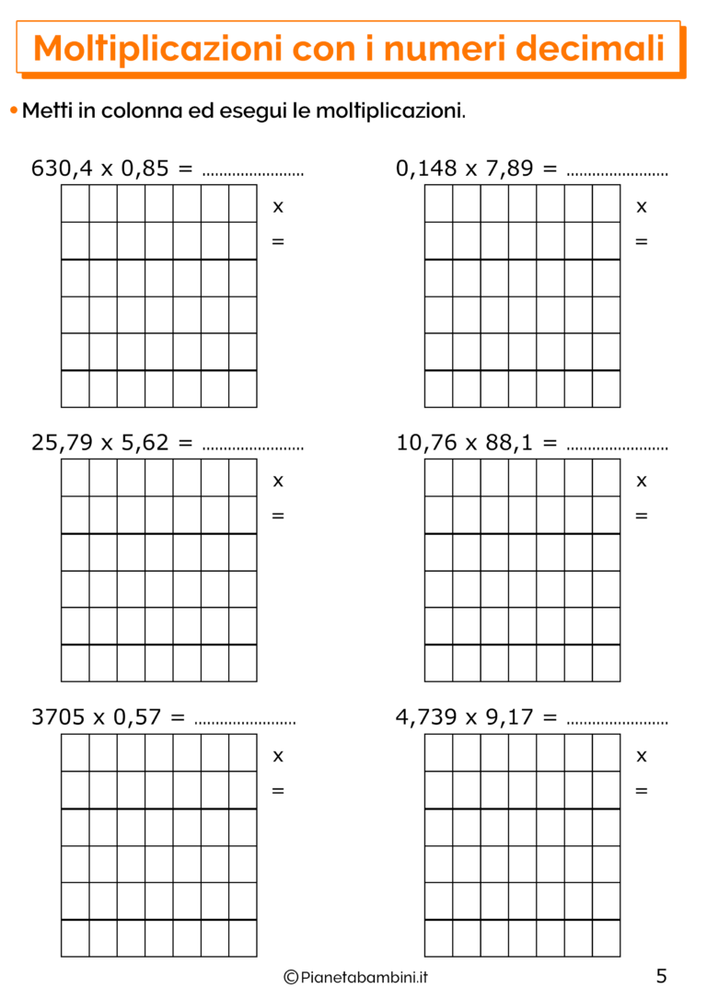 Moltiplicazioni con i numeri decimali
• Metti in colonna ed esegui le moltiplicazioni.
630,4 x 0,85 = ........................
0,148 x 7,89 = ........................
x
x
=
=
25,79 x 5,62 = ........................
10,76 x 88,1 = ........................
x
x
=
=
3705 x 0,57 = ........................
4,739 x 9,17 = ........................
x
x
=
=
©Pianetabambini.it
5